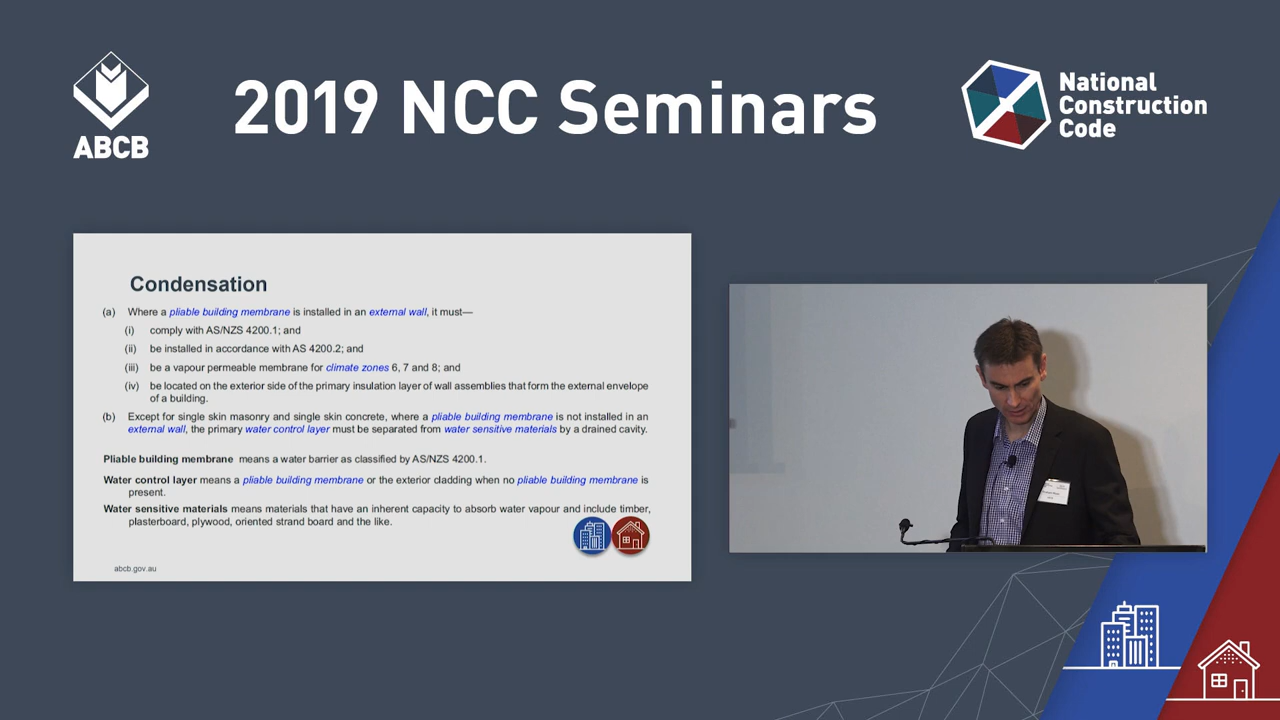 ABCB
2019 NCC Seminars
National
Construction
Code
Condensation
(a) Where a pliable building membrane is installed in an external wall, it must—
(i) comply with AS/NZS 4200.1; and
(ii) be installed in accordance with AS 4200.2; and
(iii) be a vapour permeable membrane for climate zones 6, 7 and 8; and
(iv) be located on the exterior side of the primary insulation layer of wall assemblies that form the external envelope
of a building.
(b) Except for single skin masonry and single skin concrete, where a pliable building membrane is not installed in an
external wall, the primary water control layer must be separated from water sensitive materials by a drained cavity.
Pliable building membrane means a water barrier as classified by AS/NZS 4200.1.
Water control layer means a pliable building membrane or the exterior cladding when no pliable building membrane is
present.
Water sensitive materials means materials that have an inherent capacity to absorb water vapour and include timber,
plasterboard, plywood, oriented strand board and the like.
abcb.gov.au